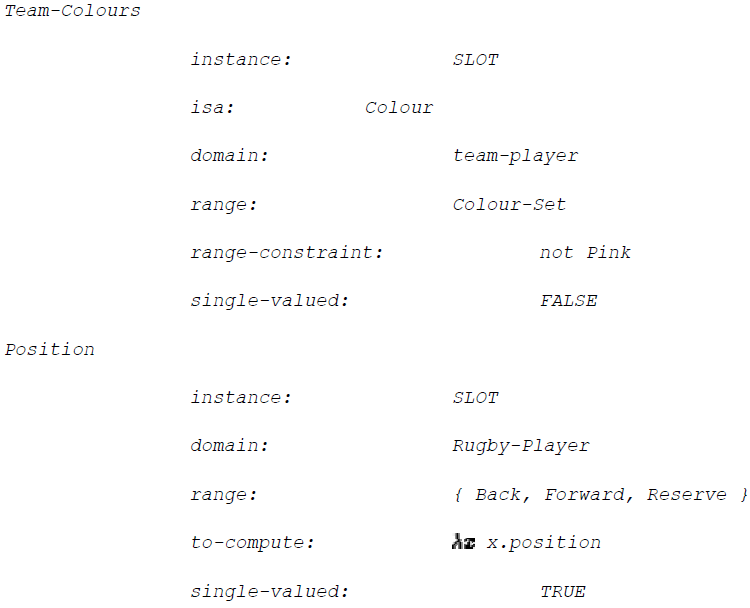 Team-Colours
instance: SLOT
isa: Colour
domain: team-player
range: Colour-Set
range-constraint: not Pink
single-valued: FALSE
Position
instance: SLOT
domain: Rugby-Player
range: { Back, Forward, Reserve }
to-compute: λx x.position
single-valued: TRUE